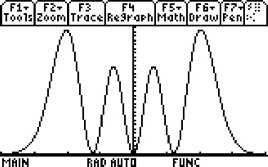 F1 F2 F3 F4 F5 F6 F7
Tools Zoom Trace ReGraph Math Draw Pen
MAIN RAD AUTO FUNC